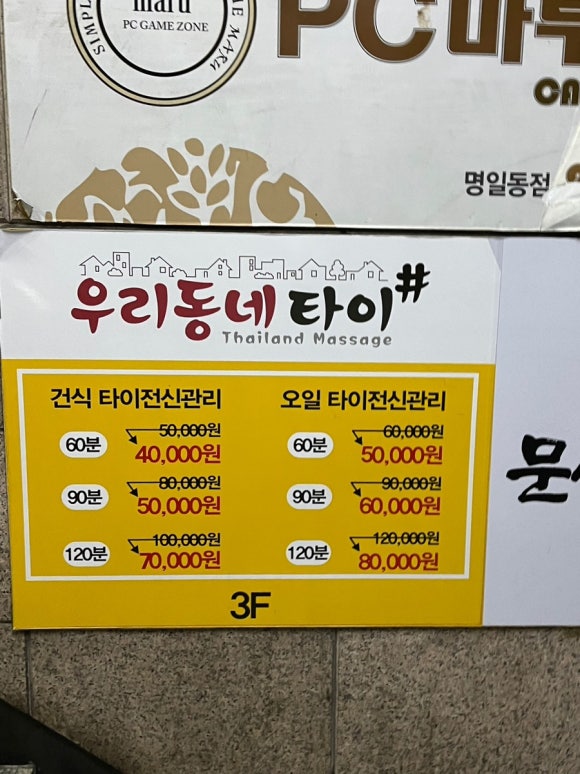 maru
PC GAME ZONE
PC
명일동점
우리동네 타이#
Thailand Massage
건식 타이전신관리
60분 50,000원 40,000원
90분 80,000원 50,000원
120분 100,000원 70,000원
오일 타이전신관리
60분 60,000원 50,000원
90분 90,000원 60,000원
120분 120,000원 80,000원
3F